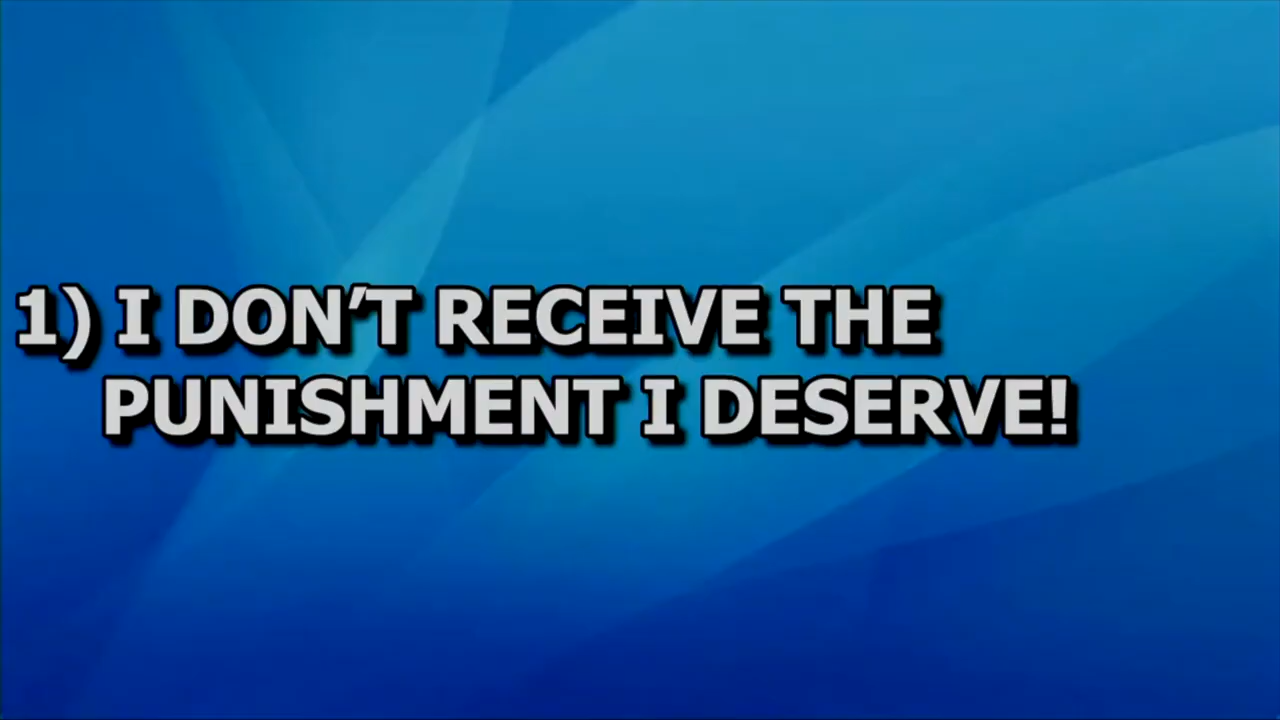 1) I DON’T RECEIVE THE
PUNISHMENT I DESERVE!